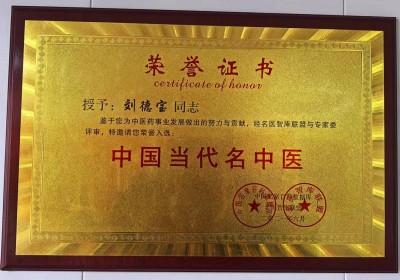 荣誉证书
certificate of honor
授予：刘德宝 同志
鉴于您为中医药事业发展做出的努力与贡献，经名医智库联盟与专家委
评审，特邀请您荣誉入选：
中国当代名中医